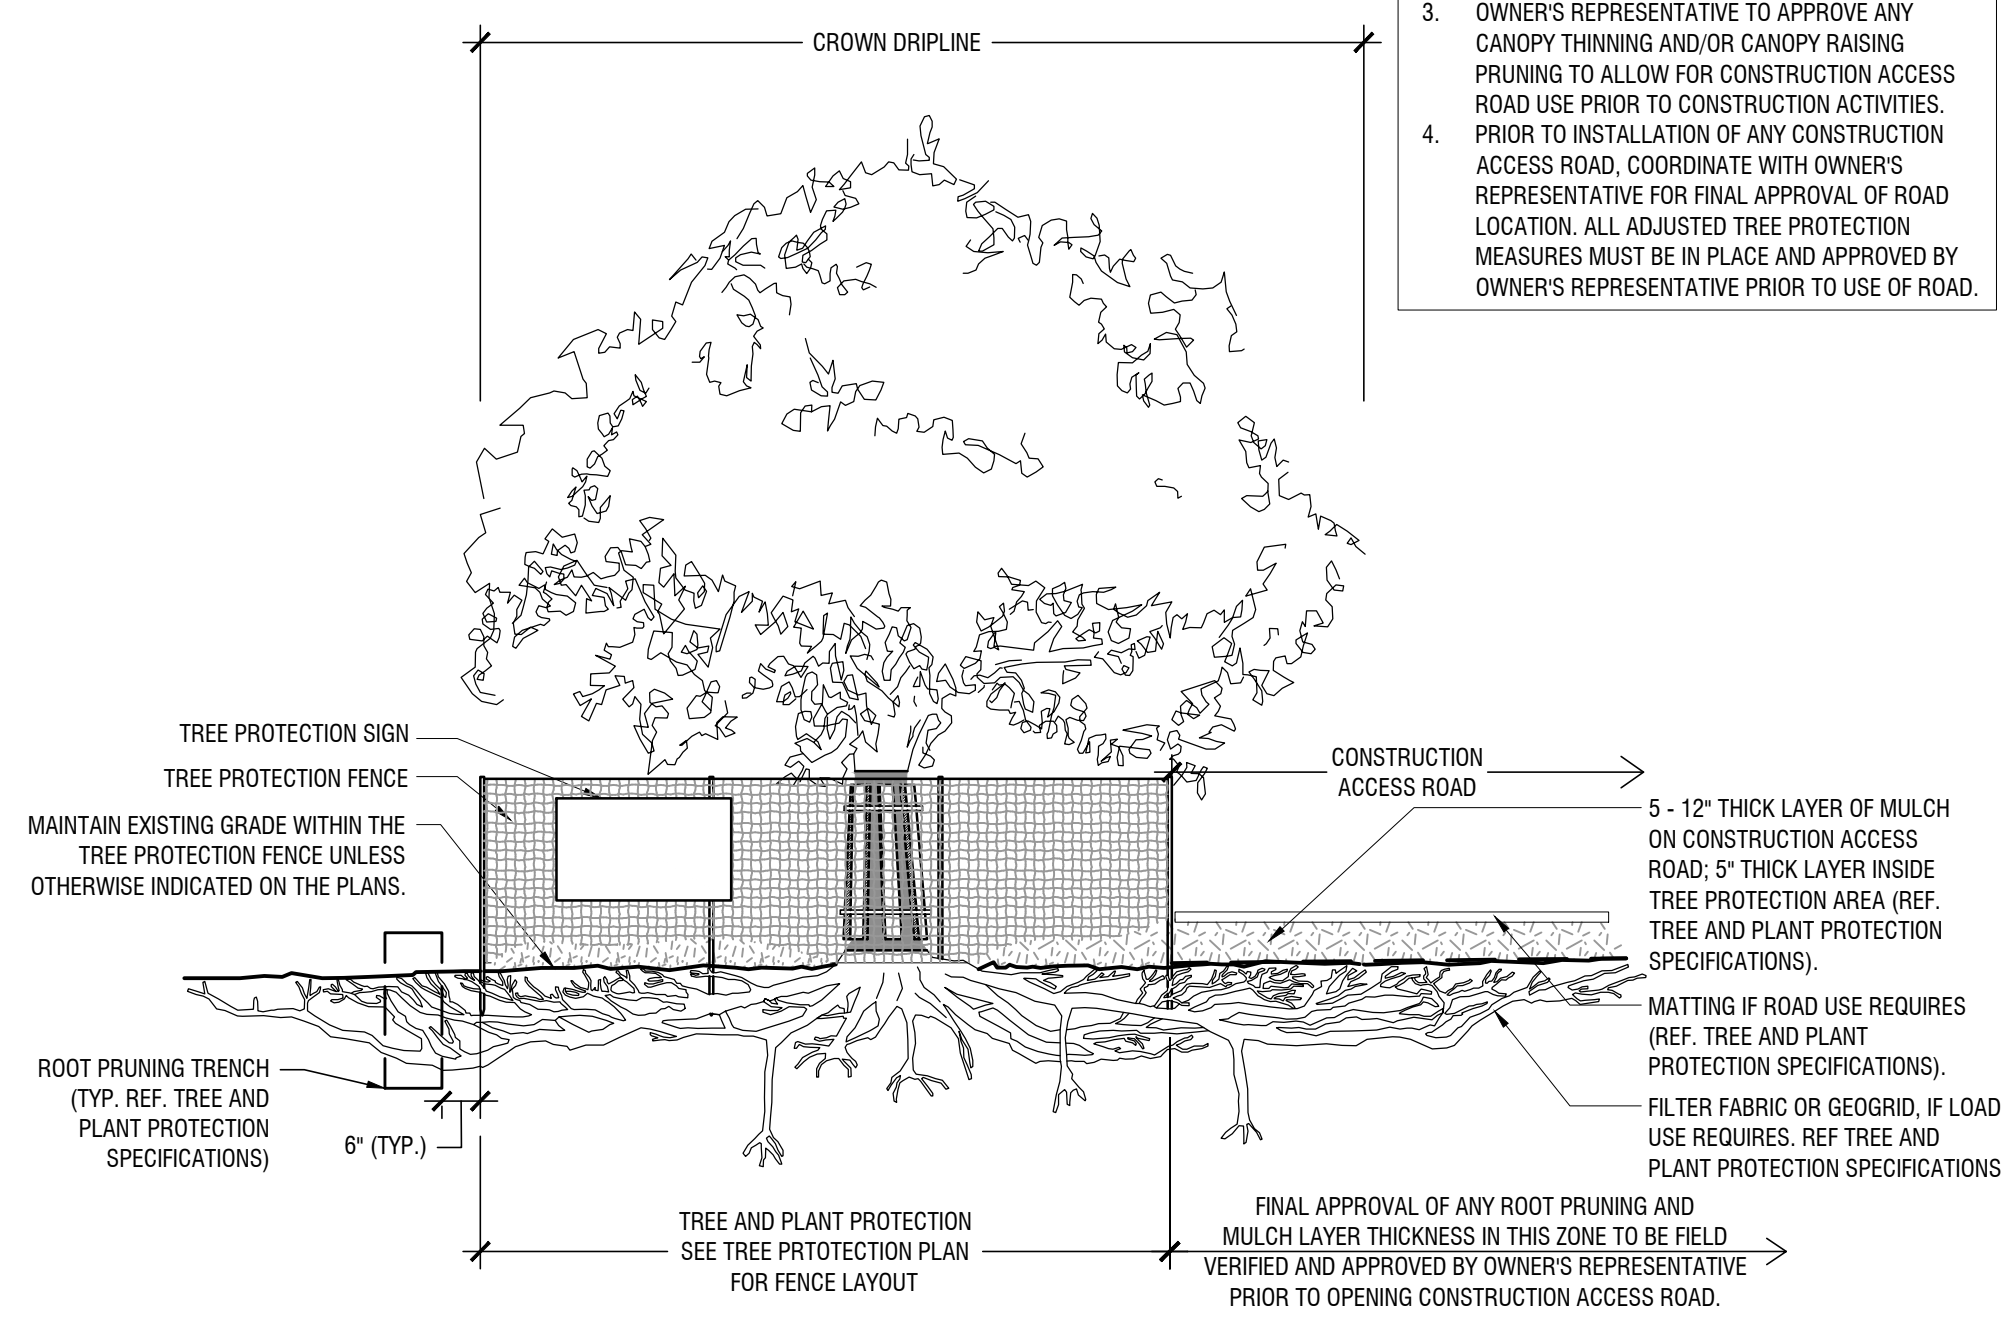 CROWN DRIPLINE
3. OWNER'S REPRESENTATIVE TO APPROVE ANY
CANOPY THINNING AND/OR CANOPY RAISING
PRUNING TO ALLOW FOR CONSTRUCTION ACCESS
ROAD USE PRIOR TO CONSTRUCTION ACTIVITIES.
4. PRIOR TO INSTALLATION OF ANY CONSTRUCTION
ACCESS ROAD, COORDINATE WITH OWNER'S
REPRESENTATIVE FOR FINAL APPROVAL OF ROAD
LOCATION. ALL ADJUSTED TREE PROTECTION
MEASURES MUST BE IN PLACE AND APPROVED BY
OWNER'S REPRESENTATIVE PRIOR TO USE OF ROAD.
TREE PROTECTION SIGN
TREE PROTECTION FENCE
MAINTAIN EXISTING GRADE WITHIN THE
TREE PROTECTION FENCE UNLESS
OTHERWISE INDICATED ON THE PLANS.
ROOT PRUNING TRENCH
(TYP. REF. TREE AND
PLANT PROTECTION
SPECIFICATIONS)
6" (TYP.)
CONSTRUCTION
ACCESS ROAD
5 - 12" THICK LAYER OF MULCH
ON CONSTRUCTION ACCESS
ROAD; 5" THICK LAYER INSIDE
TREE PROTECTION AREA (REF.
TREE AND PLANT PROTECTION
SPECIFICATIONS).
MATTING IF ROAD USE REQUIRES
(REF. TREE AND PLANT
PROTECTION SPECIFICATIONS).
FILTER FABRIC OR GEOGRID, IF LOAD
USE REQUIRES. REF TREE AND
PLANT PROTECTION SPECIFICATIONS
TREE AND PLANT PROTECTION
SEE TREE PRTOTECTION PLAN
FOR FENCE LAYOUT
FINAL APPROVAL OF ANY ROOT PRUNING AND
MULCH LAYER THICKNESS IN THIS ZONE TO BE FIELD
VERIFIED AND APPROVED BY OWNER'S REPRESENTATIVE
PRIOR TO OPENING CONSTRUCTION ACCESS ROAD.